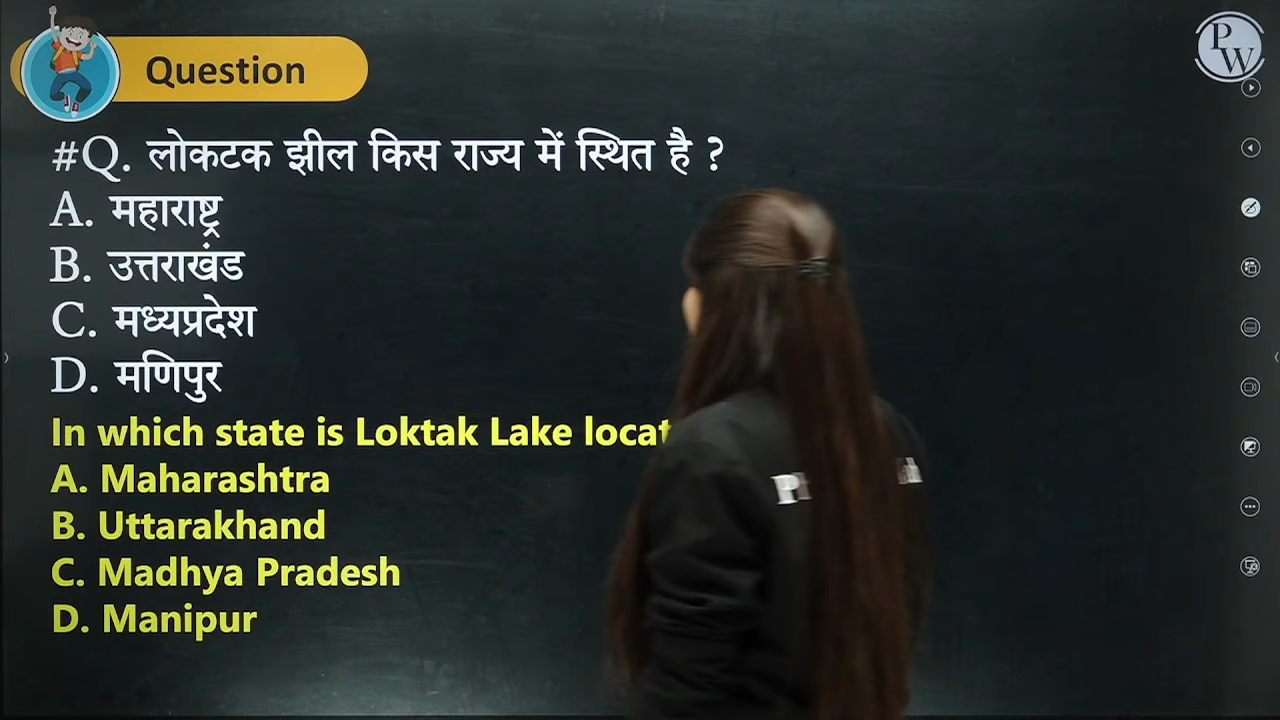 Question
PW
#Q. लोकटक झील किस राज्य में स्थित है ?
A. महाराष्ट्र
B. उत्तराखंड
C. मध्यप्रदेश
D. मणिपुर
In which state is Loktak Lake
A. Maharashtra
B. Uttarakhand
C. Madhya Pradesh
D. Manipur